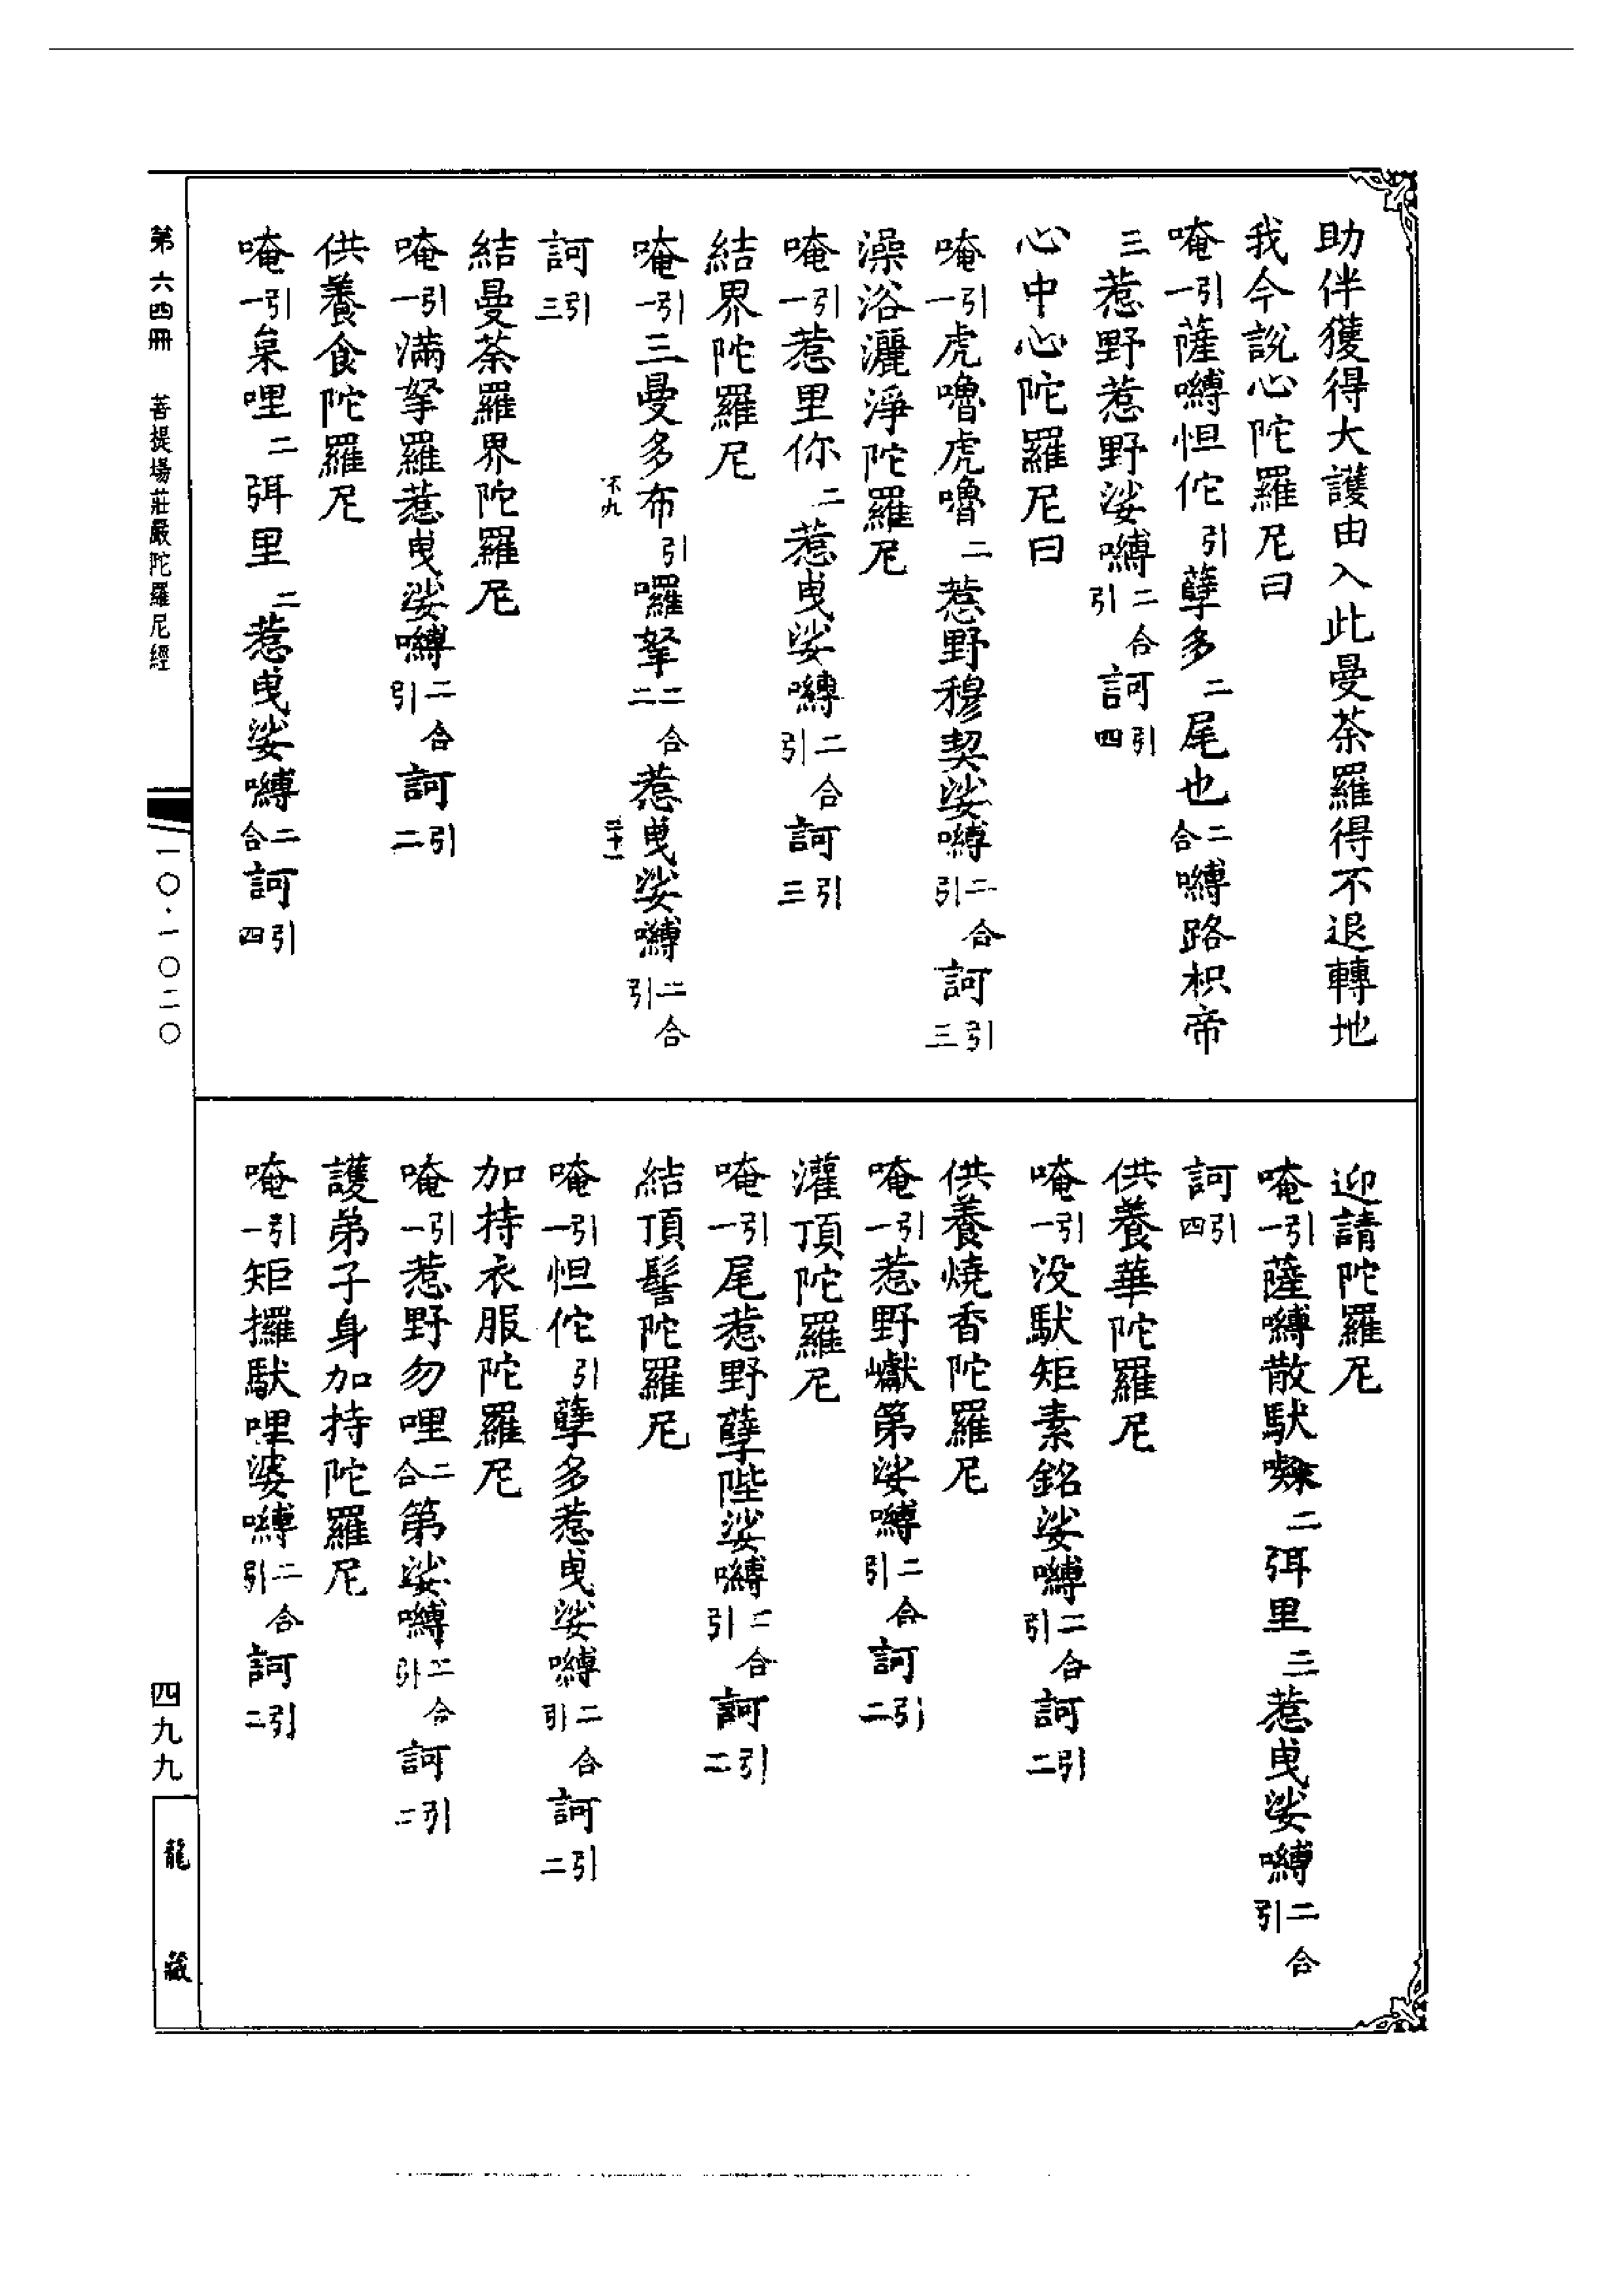 助伴獲得大護由入此曼荼羅得不退轉地
我今說心陀羅尼曰
唵引一薩嚩怛佗引孽多二尾也二合嚩路枳帝
三惹野惹野娑嚩二合引訶引四
心中心陀羅尼曰
唵引一虎嚕虎嚕二惹野穆契娑嚩二合引訶引三
澡浴灑淨陀羅尼
唵引一惹里你二惹曳娑嚩二合引訶引三
結界陀羅尼
唵引一三曼多布引囉拏二合二惹曳娑嚩二合引
訶引三
結曼荼羅界陀羅尼
唵引一滿拏羅惹曳娑嚩二合引訶引二
供養食陀羅尼
唵引一枲哩二弭里二惹曳娑嚩二合訶引四
迎請陀羅尼
唵引一薩嚩散馱二弭里三惹曳娑嚩二合引
訶引四
供養華陀羅尼
唵引一没馱矩素銘娑嚩二合引訶引二
供養燒香陀羅尼
唵引一惹野巘第娑嚩二合引訶引二
灌頂陀羅尼
唵引一尾惹野孽陛娑嚩二合引訶引二
結頂髻陀羅尼
唵引一怛佗引孽多惹曳娑嚩二合引訶引二
加持衣服陀羅尼
唵引一惹野勿哩二合第娑嚩二合引訶引二
護弟子身加持陀羅尼
唵引一矩攞馱哩婆嚩二合引訶引二
第六四冊 菩提場莊嚴陀羅尼經
一〇·一〇二〇
四九九
龍藏